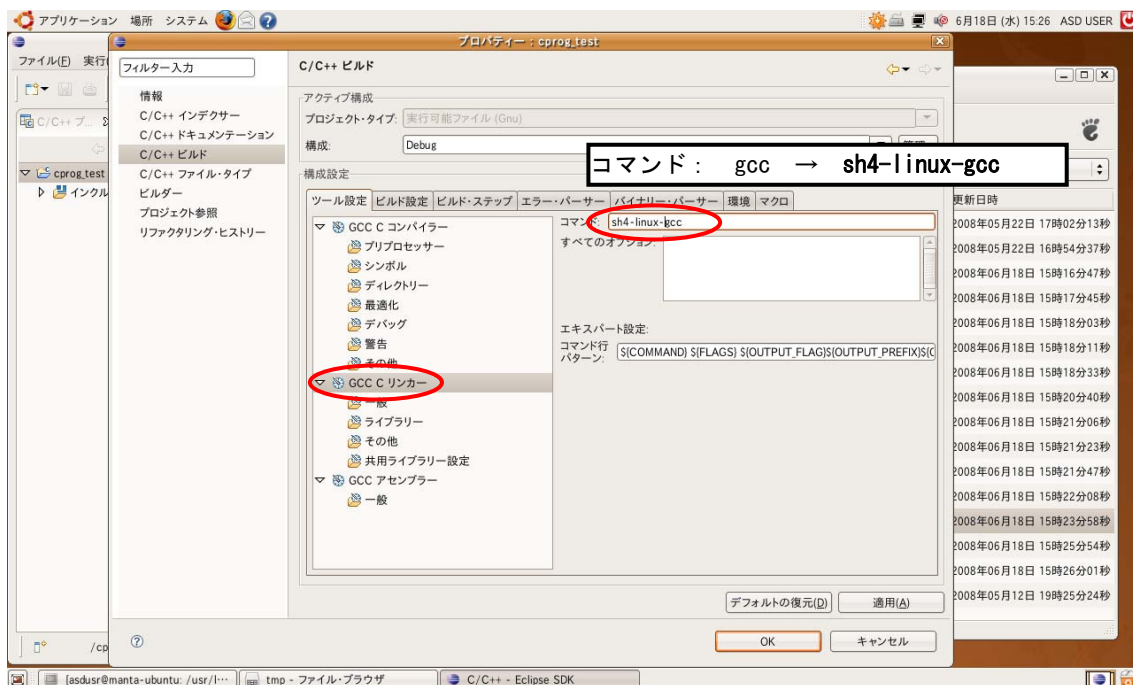 アプリケーション 場所 システム
6月18日 (水) 15:26 ASD USER
プロパティー : cprog_test
ファイル(F) 実行
フィルター入力
C/C++ ビルド
情報
C/C++ インデクサー
C/C++ ドキュメンテーション
C/C++ ビルド
C/C++ ファイル・タイプ
ビルダー
プロジェクト参照
リファクタリング・ヒストリー
C/C++ プ...
cprog_test
インクル
アクティブ構成
プロジェクト・タイプ: 実行可能ファイル (Gnu)
構成: Debug
コマンド： gcc → sh4-linux-gcc
構成設定
ツール設定 ビルド設定 ビルド・ステップ エラー・パーサー バイナリー・パーサー 環境 マクロ
GCC C コンパイラー
プリプロセッサー
シンボル
ディレクトリー
最適化
デバッグ
警告
その他
GCC C リンカー
一般
ライブラリー
その他
共用ライブラリー設定
GCC アセンブラー
一般
コマンド: sh4-linux-gcc
すべてのオプション:
エキスパート設定:
コマンド行
パターン: ${COMMAND} ${FLAGS} ${OUTPUT_FLAG}${OUTPUT_PREFIX}${
更新日時
2008年05月22日 17時02分13秒
2008年05月22日 16時54分37秒
2008年06月18日 15時16分47秒
2008年06月18日 15時17分45秒
2008年06月18日 15時18分03秒
2008年06月18日 15時18分11秒
2008年06月18日 15時18分33秒
2008年06月18日 15時20分40秒
2008年06月18日 15時21分06秒
2008年06月18日 15時21分23秒
2008年06月18日 15時21分47秒
2008年06月18日 15時22分08秒
2008年06月18日 15時23分58秒
2008年06月18日 15時25分54秒
2008年06月18日 15時26分01秒
2008年05月12日 19時25分24秒
デフォルトの復元(D) 適用(A)
OK キャンセル
/cp
[asdusr@manta-ubuntu: /usr/l… tmp - ファイル・ブラウザ C/C++ - Eclipse SDK